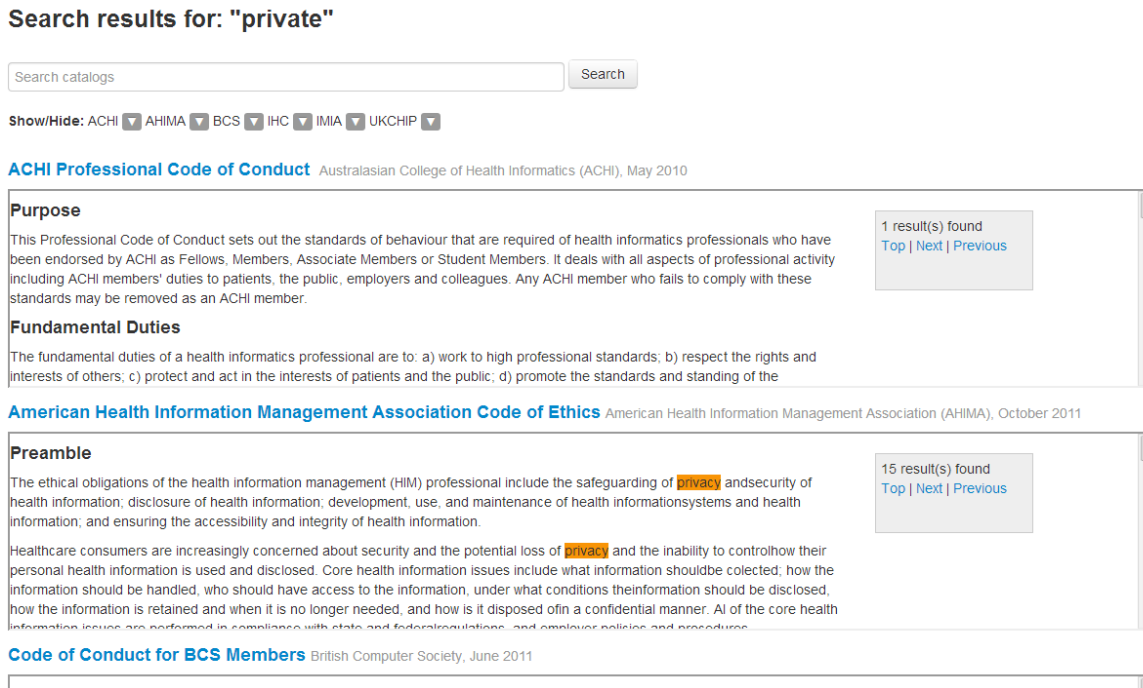 Search results for: "private"
Search catalogs
Search
Show/Hide: ACHI AHIMA BCS IHC IMIA UKCHIP
ACHI Professional Code of Conduct Australasian College of Health Informatics (ACHI), May 2010
Purpose
This Professional Code of Conduct sets out the standards of behaviour that are required of health informatics professionals who have
been endorsed by ACHI as Fellows, Members, Associate Members or Student Members. It deals with all aspects of professional activity
including ACHI members' duties to patients, the public, employers and colleagues. Any ACHI member who fails to comply with these
standards may be removed as an ACHI member.
1 result(s) found
Top | Next | Previous
Fundamental Duties
The fundamental duties of a health informatics professional are to: a) work to high professional standards; b) respect the rights and
interests of others; c) protect and act in the interests of patients and the public; d) promote the standards and standing of the
American Health Information Management Association Code of Ethics American Health Information Management Association (AHIMA), October 2011
Preamble
The ethical obligations of the health information management (HIM) professional include the safeguarding of privacy andsecurity of
health information; disclosure of health information; development, use, and maintenance of health informationsystems and health
information; and ensuring the accessibility and integrity of health information.
15 result(s) found
Top | Next | Previous
Healthcare consumers are increasingly concerned about security and the potential loss of privacy and the inability to controlhow their
personal health information is used and disclosed. Core health information issues include what information shouldbe colected; how the
information should be handled, who should have access to the information, under what conditions theinformation should be disclosed,
how the information is retained and when it is no longer needed, and how is it disposed ofin a confidential manner. Al of the core health
information issues are performed in compliance with state and federalregulations, and employer policies and procedures.
Code of Conduct for BCS Members British Computer Society, June 2011